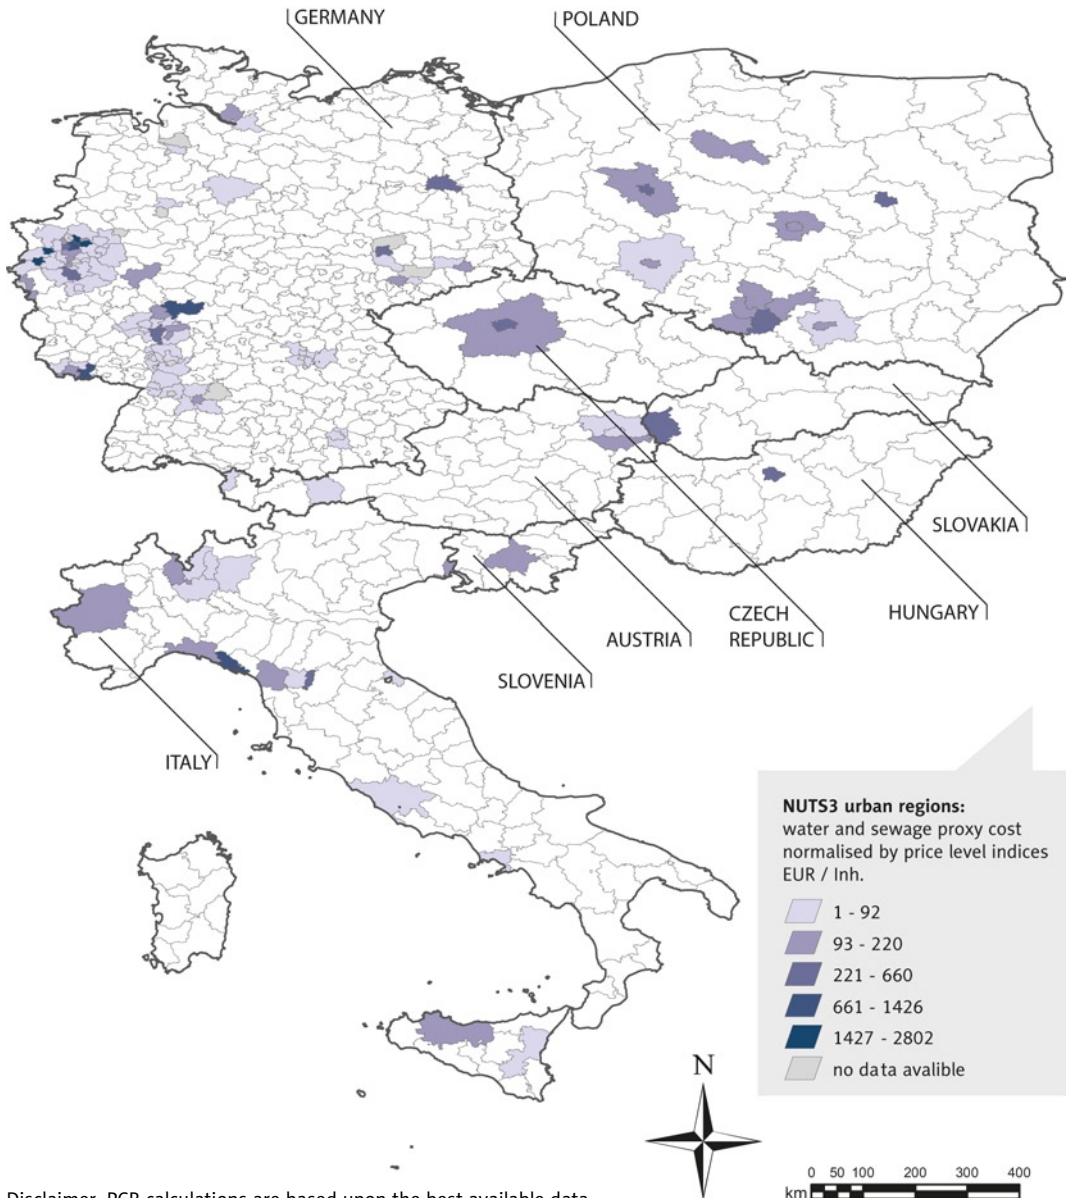 GERMANY
POLAND
SLOVAKIA
HUNGARY
CZECH
REPUBLIC
AUSTRIA
SLOVENIA
ITALY
NUTS3 urban regions:
water and sewage proxy cost
normalised by price level indices
EUR / Inh.
1 - 92
93 - 220
221 - 660
661 - 1426
1427 - 2802
no data avalible
N
0 50 100 200 300 400
km
Disclaimer: PCR calculations are based upon the best available data